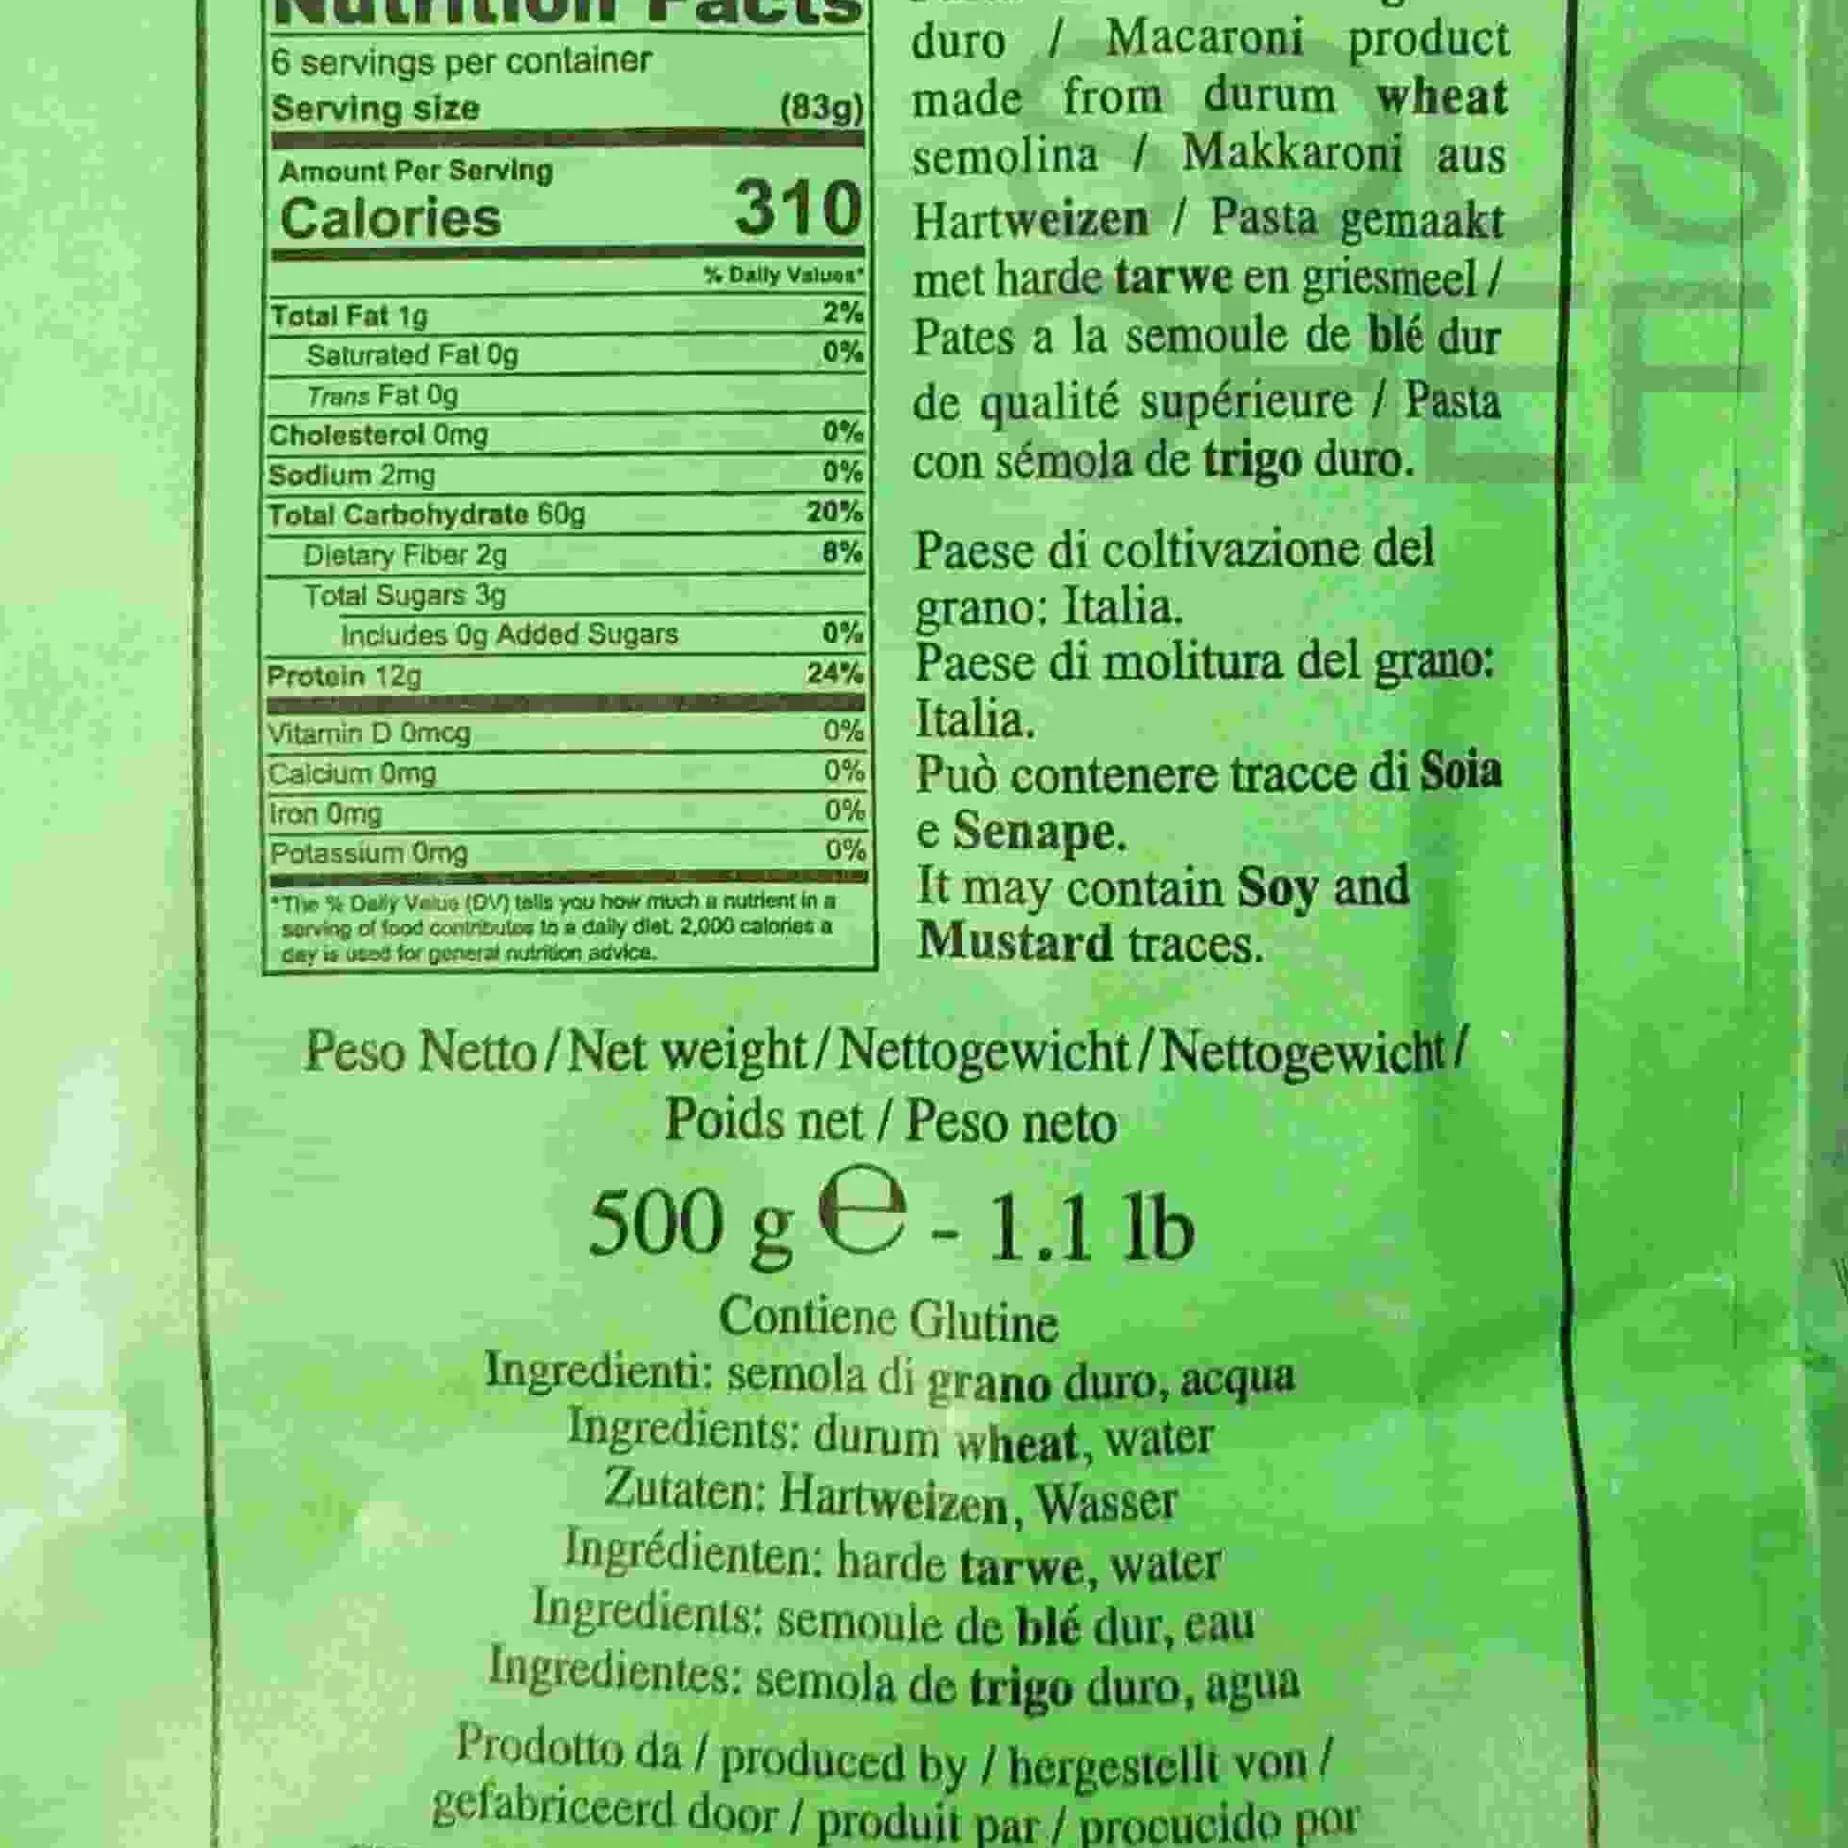 Nutrition Facts
6 servings per container
Serving size (83g)
Amount Per Serving
Calories 310
% Daily Values*
Total Fat 1g 2%
Saturated Fat 0g 0%
Trans Fat 0g
Cholesterol 0mg 0%
Sodium 2mg 0%
Total Carbohydrate 60g 20%
Dietary Fiber 2g 8%
Total Sugars 3g
Includes 0g Added Sugars 0%
Protein 12g 24%
Vitamin D 0mcg 0%
Calcium 0mg 0%
Iron 0mg 0%
Potassium 0mg 0%
*The % Daily Value (DV) tells you how much a nutrient in a
serving of food contributes to a daily diet. 2,000 calories a
day is used for general nutrition advice.
duro / Macaroni product
made from durum wheat
semolina / Makkaroni aus
Hartweizen / Pasta gemaakt
met harde tarwe en griesmeel /
Pates a la semoule de blé dur
de qualité supérieure / Pasta
con sémola de trigo duro.
Paese di coltivazione del
grano: Italia.
Paese di molitura del grano:
Italia.
Può contenere tracce di Soia
e Senape.
It may contain Soy and
Mustard traces.
Peso Netto/Net weight/Nettogewicht/Nettogewicht/
Poids net / Peso neto
500 g e - 1.1 lb
Contiene Glutine
Ingredienti: semola di grano duro, acqua
Ingredients: durum wheat, water
Zutaten: Hartweizen, Wasser
Ingrédienten: harde tarwe, water
Ingredients: semoule de blé dur, eau
Ingredientes: semola de trigo duro, agua
Prodotto da / produced by / hergestellt von /
gefabriceerd door / produit par / procucido por
SOUS
CHEF